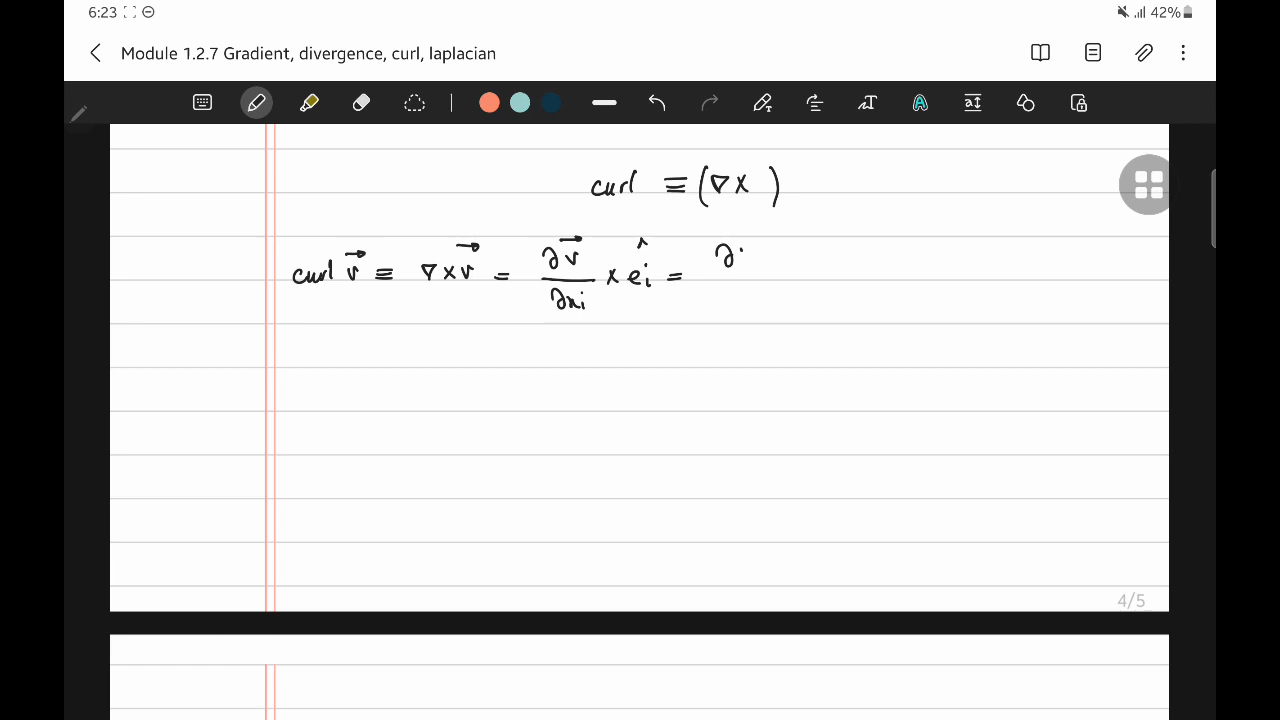 6:23 42%
Module 1.2.7 Gradient, divergence, curl, laplacian
curl ≡ (∇× )
curl v⃗ ≡ ∇×v⃗ = ∂v⃗/∂xi × êi = ∂
4/5